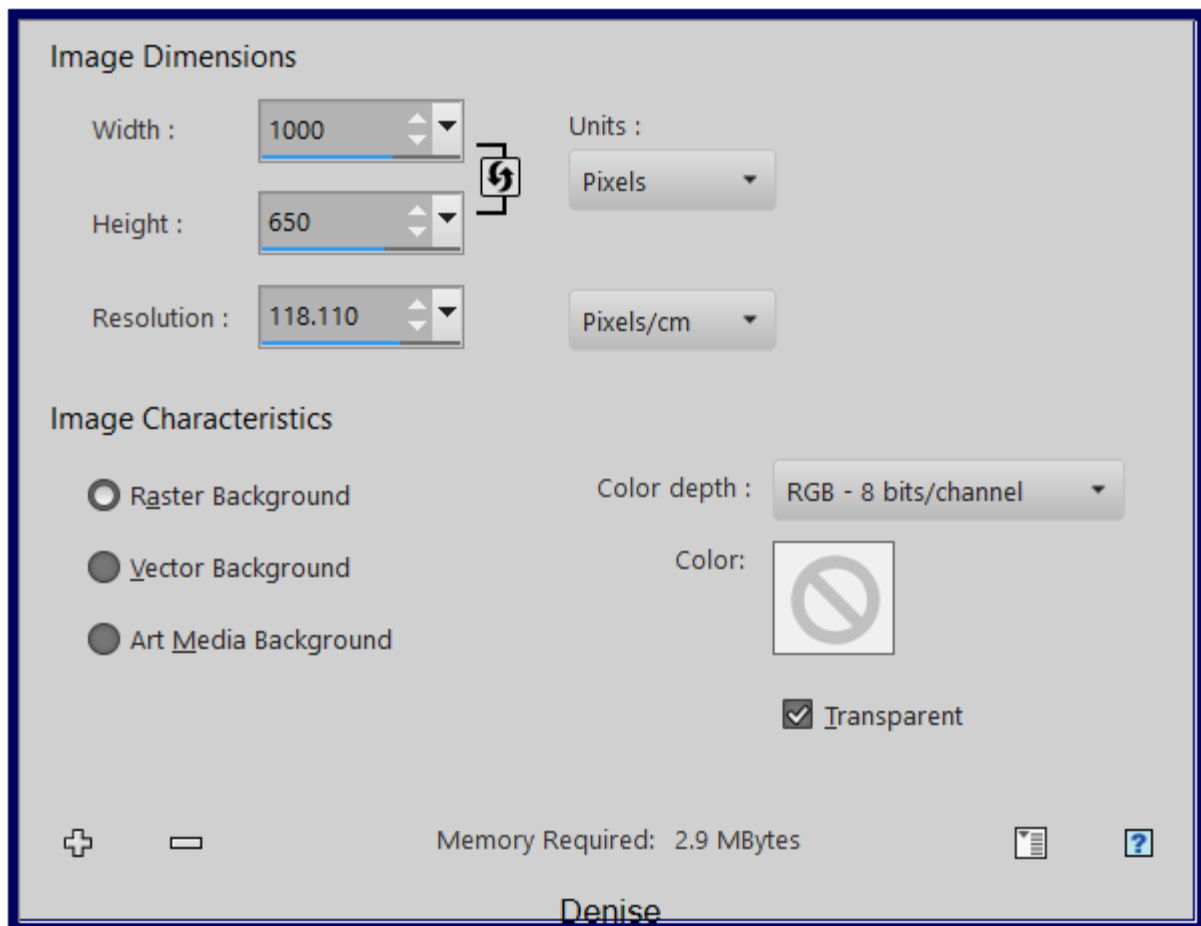 Image Dimensions
Width : 1000 Units :
Pixels
Height : 650
Resolution : 118.110 Pixels/cm
Image Characteristics
Raster Background Color depth : RGB - 8 bits/channel
Vector Background Color:
Art Media Background
Transparent
Memory Required: 2.9 MBytes ?
Denise